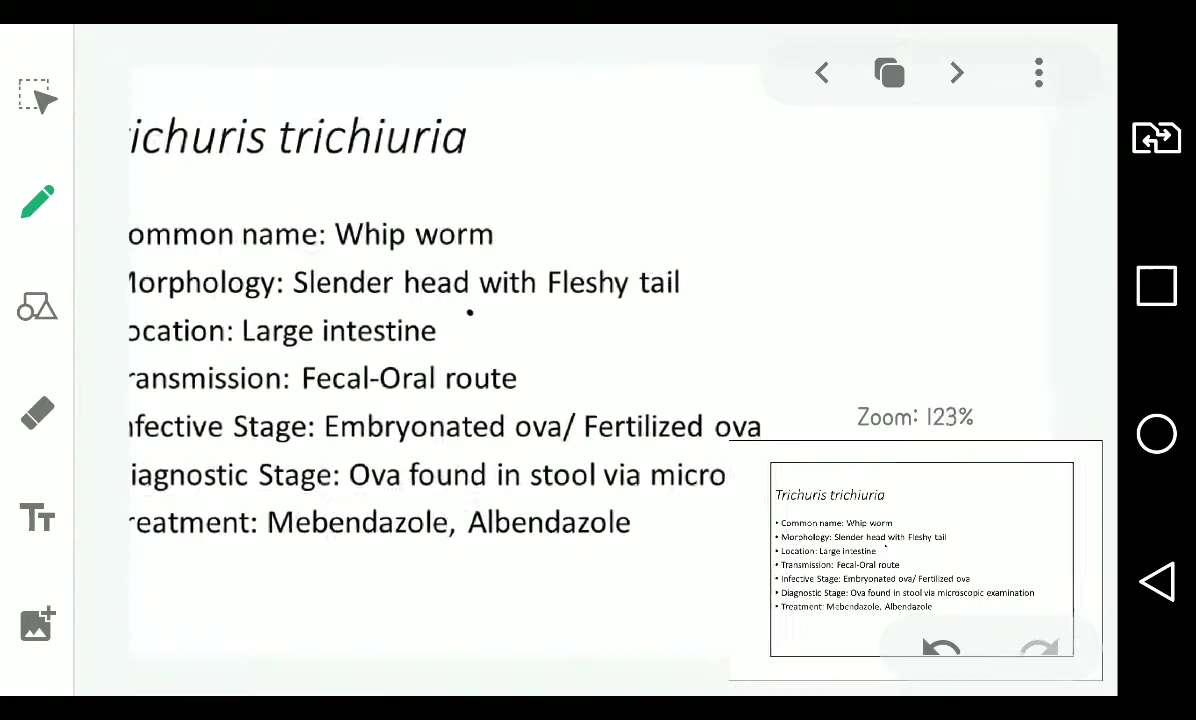 ichuris trichiuria
ommon name: Whip worm
Morphology: Slender head with Fleshy tail
ocation: Large intestine
ransmission: Fecal-Oral route
nfective Stage: Embryonated ova/ Fertilized ova
iagnostic Stage: Ova found in stool via micro
reatment: Mebendazole, Albendazole
Zoom: 123%
Trichuris trichiuria
• Common name: Whip worm
• Morphology: Slender head with Fleshy tail
• Location: Large intestine
• Transmission: Fecal-Oral route
• Infective Stage: Embryonated ova/ Fertilized ova
• Diagnostic Stage: Ova found in stool via microscopic examination
• Treatment: Mebendazole, Albendazole
TT